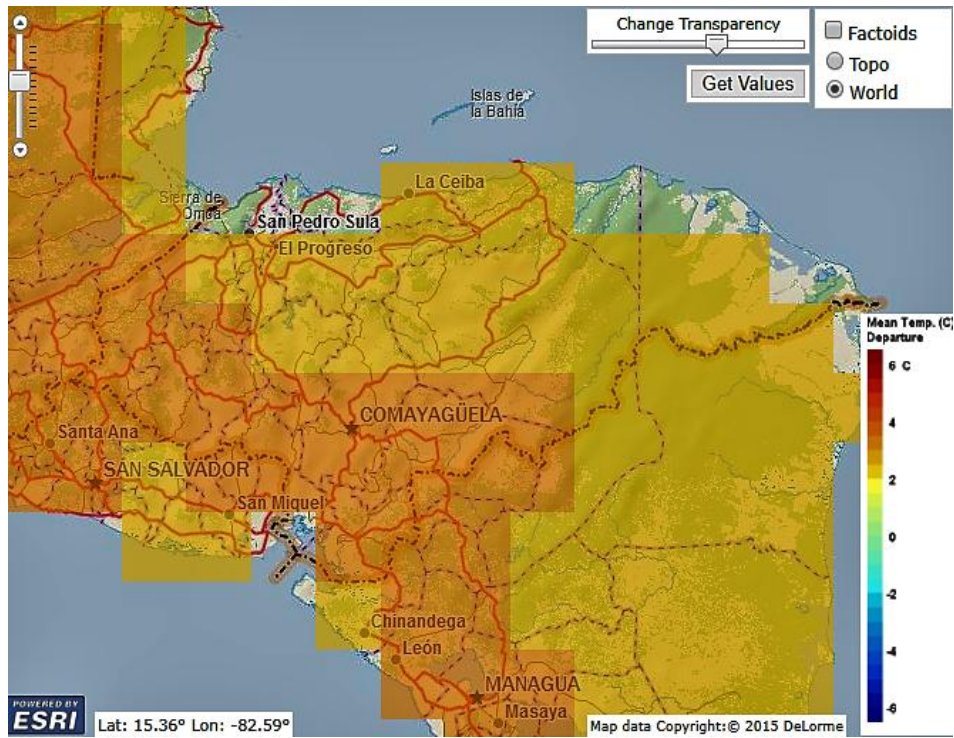 Change Transparency
Get Values
Factoids
Topo
World
Islas de
la Bahía
La Ceiba
Sierra de
Omoa
San Pedro Sula
El Progreso
Mean Temp. (C)
Departure
6 C
4
2
0
-2
-4
-6
COMAYAGÜELA
Santa Ana
SAN SALVADOR
San Miguel
Chinandega
León
MANAGUA
Masaya
POWERED BY
ESRI
Lat: 15.36° Lon: -82.59°
Map data Copyright:© 2015 DeLorme